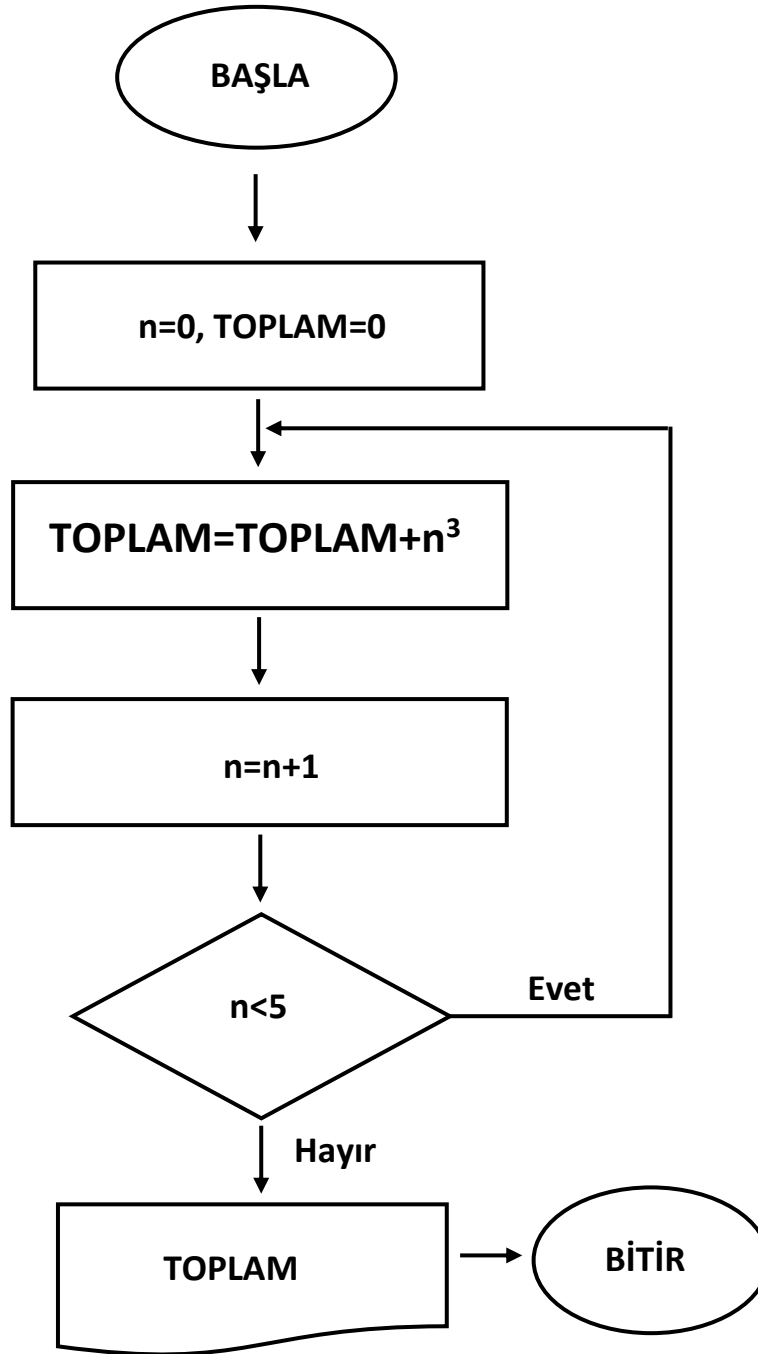 BAŞLA
n=0, TOPLAM=0
TOPLAM=TOPLAM+n³
n=n+1
n<5
Evet
Hayır
TOPLAM
BİTİR